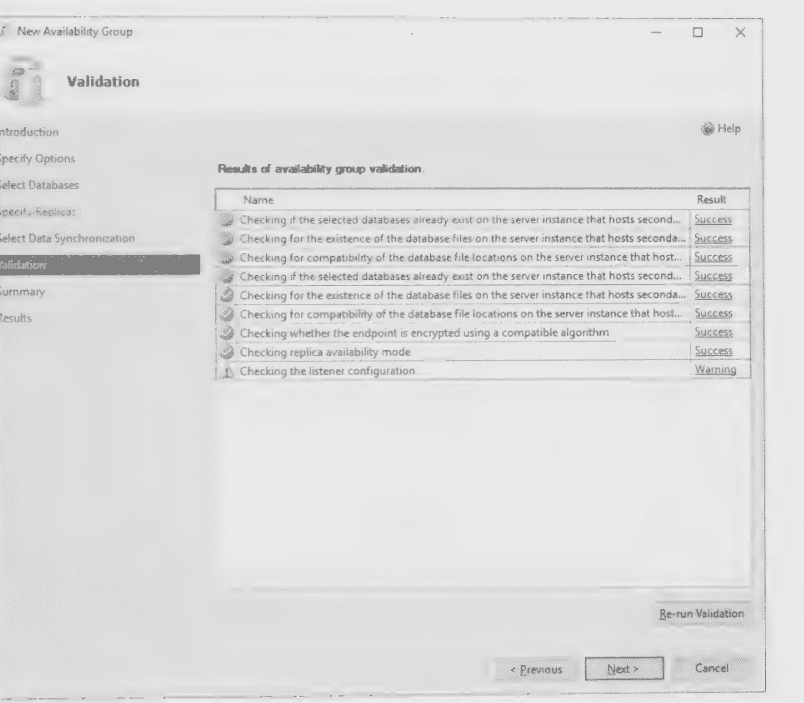 New Availability Group
Validation
Help
ntroduction
Specify Options
Select Databases
Specify Replicas
Select Data Synchronization
Validation
Summary
Results
Results of availability group validation.
Name Result
Checking if the selected databases already exist on the server instance that hosts second... Success
Checking for the existence of the database files on the server instance that hosts seconda... Success
Checking for compatibility of the database file locations on the server instance that host... Success
Checking if the selected databases already exist on the server instance that hosts second... Success
Checking for the existence of the database files on the server instance that hosts seconda... Success
Checking for compatibility of the database file locations on the server instance that host... Success
Checking whether the endpoint is encrypted using a compatible algorithm Success
Checking replica availability mode Success
Checking the listener configuration Warning
Re-run Validation
< Previous Next > Cancel